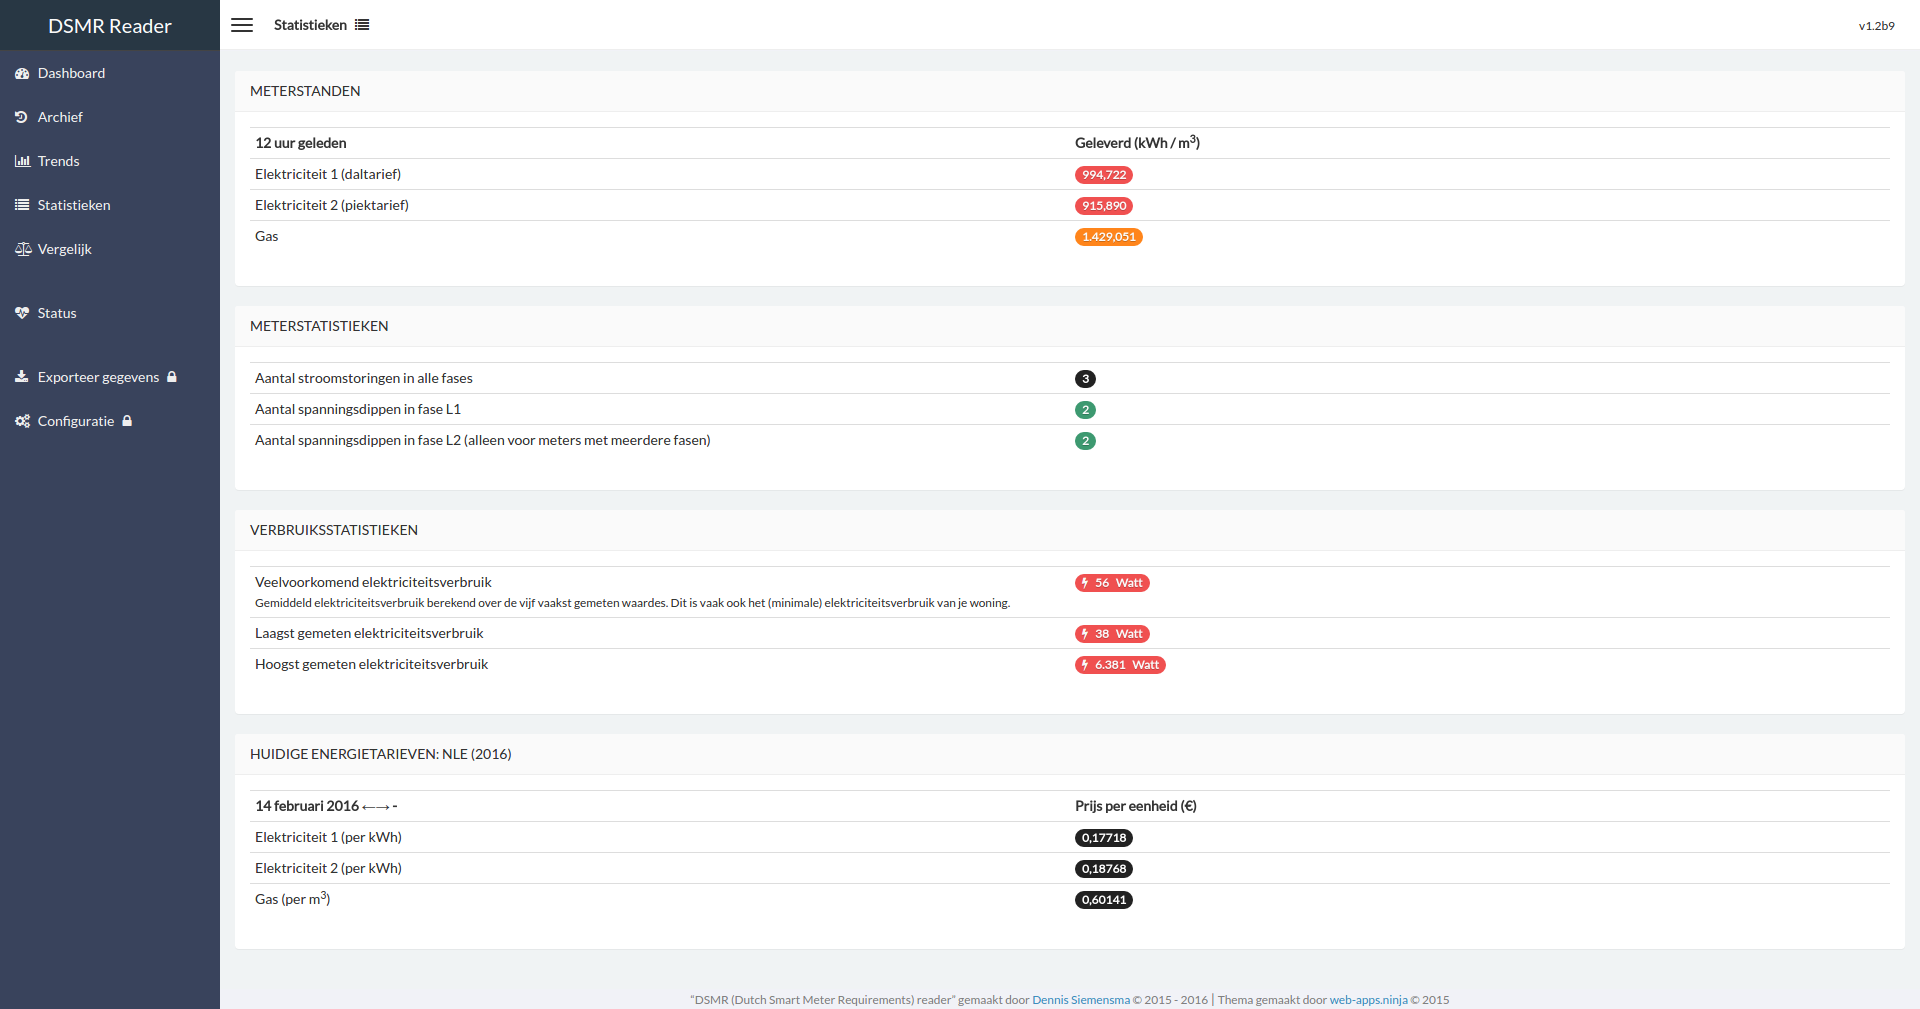 DSMR Reader
Statistieken
v1.2b9
Dashboard
Archief
Trends
Statistieken
Vergelijk
Status
Exporteer gegevens
Configuratie
METERSTANDEN
12 uur geleden Geleverd (kWh / m³)
Elektriciteit 1 (daltarief) 994,722
Elektriciteit 2 (piektarief) 915,890
Gas 1.429,051
METERSTATISTIEKEN
Aantal stroomstoringen in alle fases 3
Aantal spanningsdippen in fase L1 2
Aantal spanningsdippen in fase L2 (alleen voor meters met meerdere fasen) 2
VERBRUIKSSTATISTIEKEN
Veelvoorkomend elektriciteitsverbruik 56 Watt
Gemiddeld elektriciteitsverbruik berekend over de vijf vaakst gemeten waardes. Dit is vaak ook het (minimale) elektriciteitsverbruik van je woning.
Laagst gemeten elektriciteitsverbruik 38 Watt
Hoogst gemeten elektriciteitsverbruik 6.381 Watt
HUIDIGE ENERGIETARIEVEN: NLE (2016)
14 februari 2016 ←→ - Prijs per eenheid (€)
Elektriciteit 1 (per kWh) 0,17718
Elektriciteit 2 (per kWh) 0,18768
Gas (per m³) 0,60141
“DSMR (Dutch Smart Meter Requirements) reader” gemaakt door Dennis Siemensma © 2015 - 2016 | Thema gemaakt door web-apps.ninja © 2015